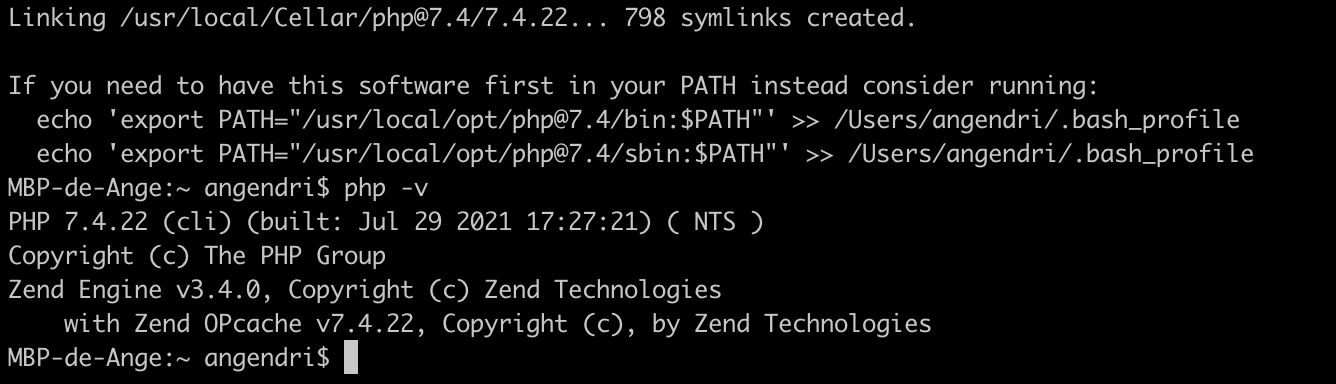 Linking /usr/local/Cellar/php@7.4/7.4.22... 798 symlinks created.

If you need to have this software first in your PATH instead consider running:
  echo 'export PATH="/usr/local/opt/php@7.4/bin:$PATH"' >> /Users/angendri/.bash_profile
  echo 'export PATH="/usr/local/opt/php@7.4/sbin:$PATH"' >> /Users/angendri/.bash_profile
MBP-de-Ange:~ angendri$ php -v
PHP 7.4.22 (cli) (built: Jul 29 2021 17:27:21) ( NTS )
Copyright (c) The PHP Group
Zend Engine v3.4.0, Copyright (c) Zend Technologies
    with Zend OPcache v7.4.22, Copyright (c), by Zend Technologies
MBP-de-Ange:~ angendri$